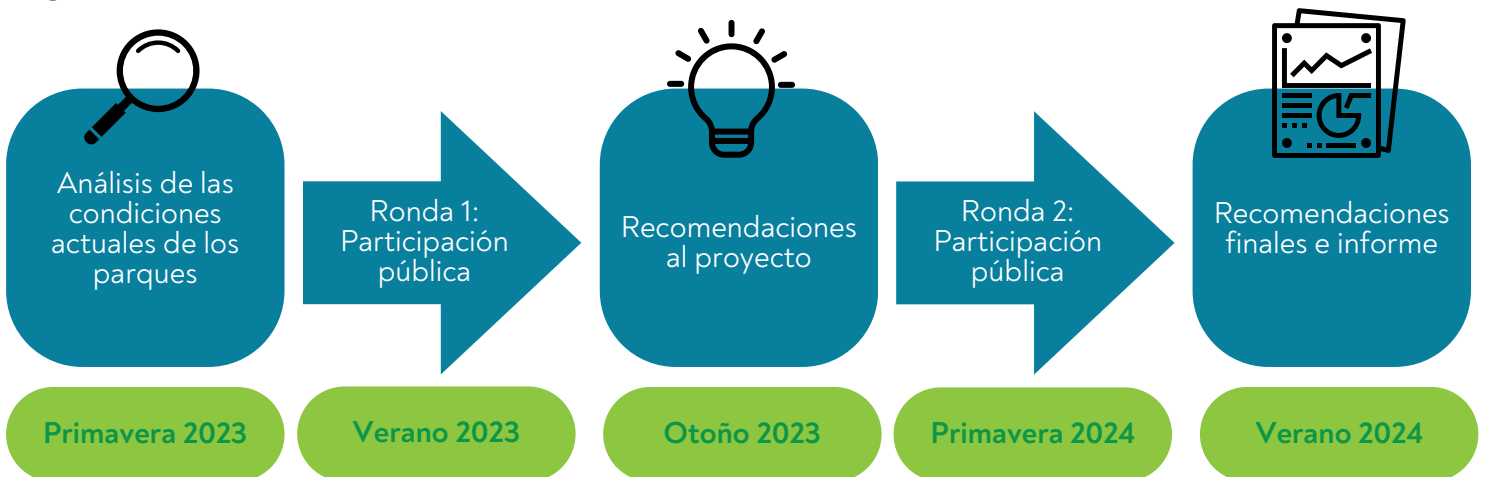 Análisis de las
condiciones
actuales de los
parques
Ronda 1:
Participación
pública
Recomendaciones
al proyecto
Ronda 2:
Participación
pública
Recomendaciones
finales e informe
Primavera 2023
Verano 2023
Otoño 2023
Primavera 2024
Verano 2024